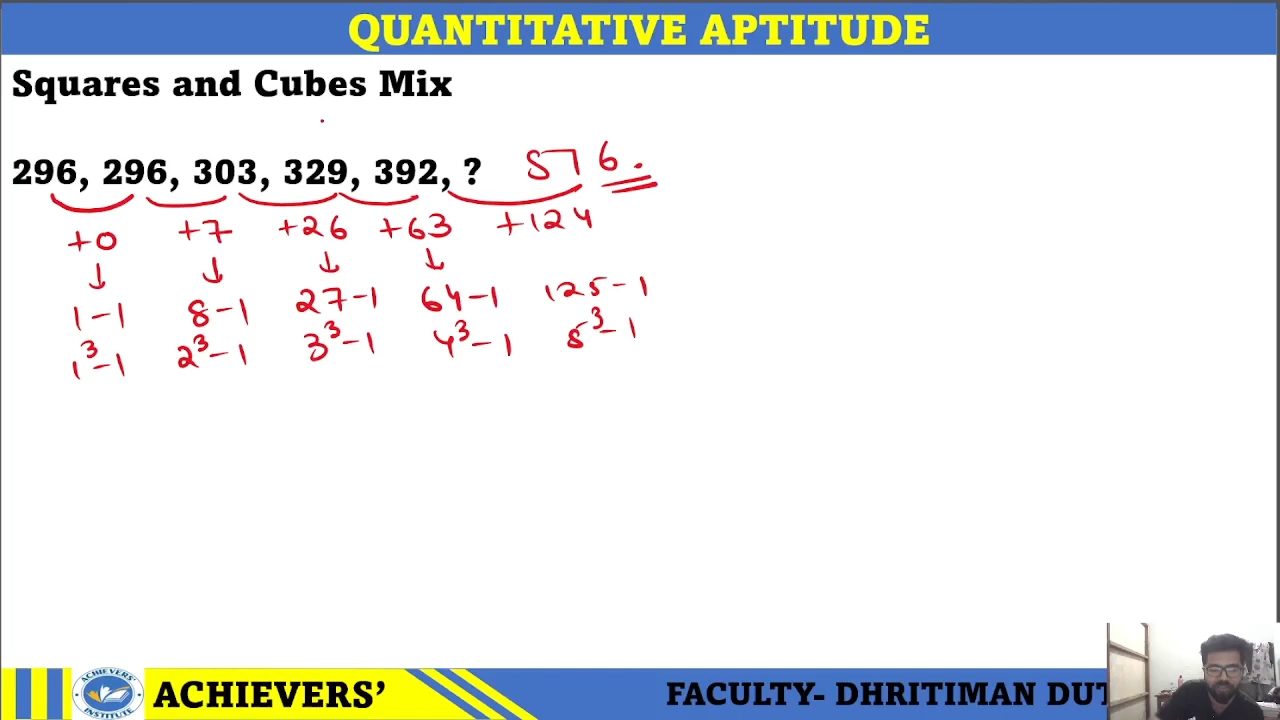 QUANTITATIVE APTITUDE
Squares and Cubes Mix
296, 296, 303, 329, 392, ? 576.
+0 +7 +26 +63 +124
↓ ↓ ↓ ↓
1-1 8-1 27-1 64-1 125-1
1³-1 2³-1 3³-1 4³-1 5³-1
ACHIEVERS' INSTITUTE
ACHIEVERS’
FACULTY- DHRITIMAN DUT